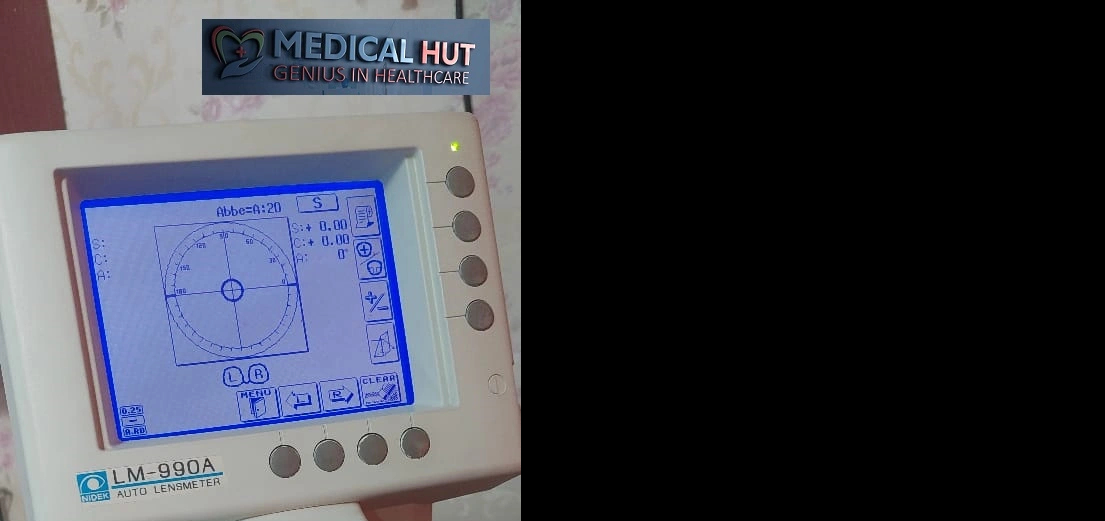 MEDICAL HUT
GENIUS IN HEALTHCARE
Abbe=A:20
S
S:
C:
A:
S:+ 0.00
C:+ 0.00
A: 0°
120
90
60
150
30
180
0
+/-
L R
MENU
L
R
CLEAR
0.25
-
A.RD
NIDEK
LM-990A
AUTO LENSMETER